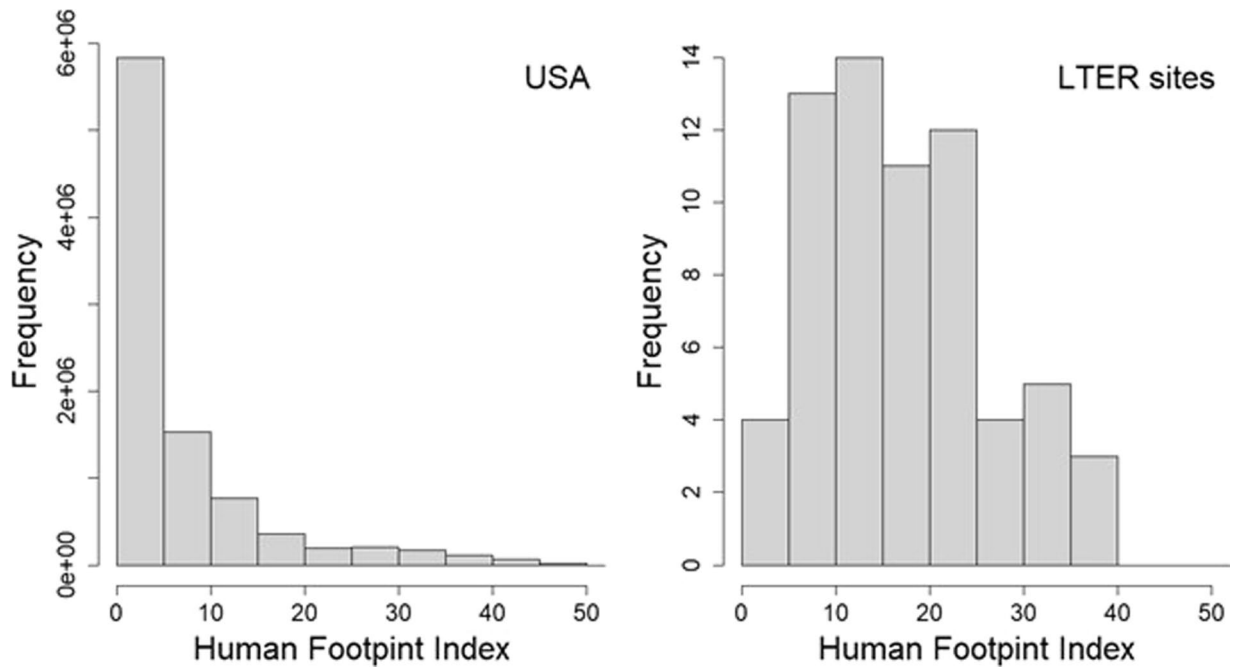 USA
Frequency
6e+06
4e+06
2e+06
0e+00
0 10 20 30 40 50
Human Footpint Index
LTER sites
Frequency
14
12
10
8
6
4
2
0
0 10 20 30 40 50
Human Footpint Index